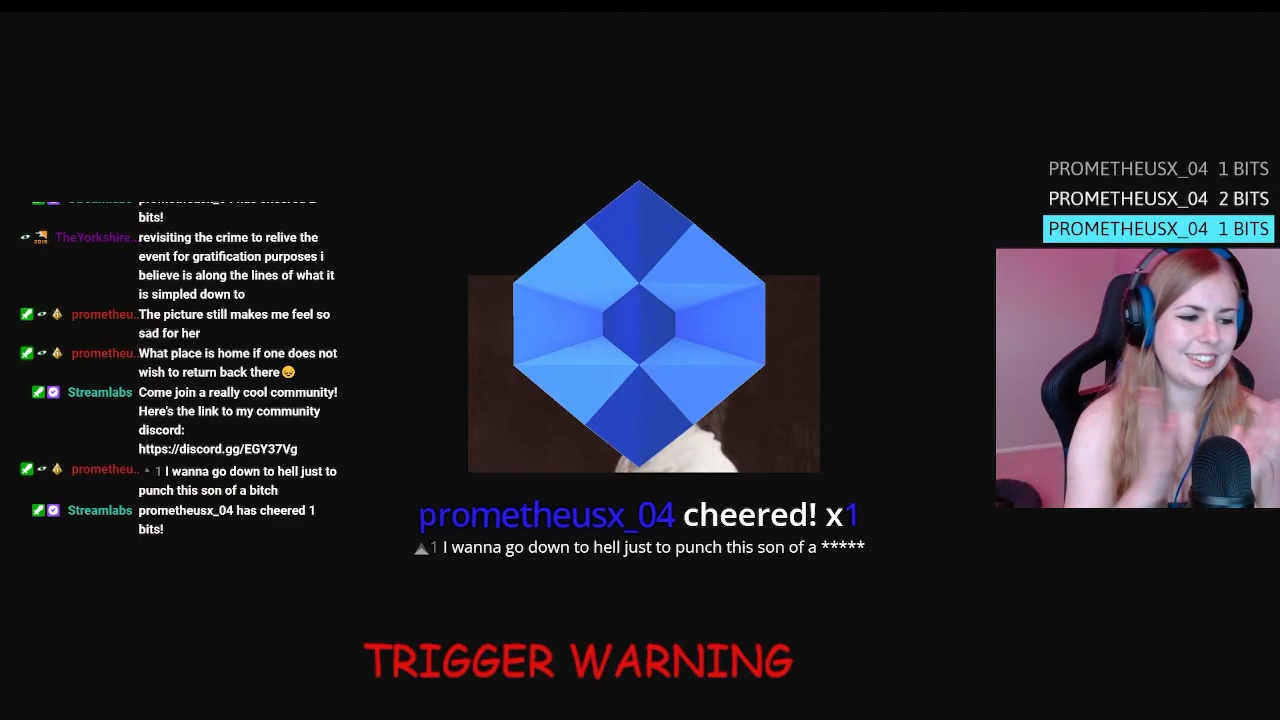 bits!
TheYorkshire.. revisiting the crime to relive the
event for gratification purposes i
believe is along the lines of what it
is simpled down to
prometheu.. The picture still makes me feel so
sad for her
prometheu.. What place is home if one does not
wish to return back there
Streamlabs Come join a really cool community!
Here's the link to my community
discord:
https://discord.gg/EGY37Vg
prometheu.. 1 I wanna go down to hell just to
punch this son of a bitch
Streamlabs prometheusx_04 has cheered 1
bits!
prometheusx_04 cheered! x1
1 I wanna go down to hell just to punch this son of a *****
TRIGGER WARNING
PROMETHEUSX_04 1 BITS
PROMETHEUSX_04 2 BITS
PROMETHEUSX_04 1 BITS